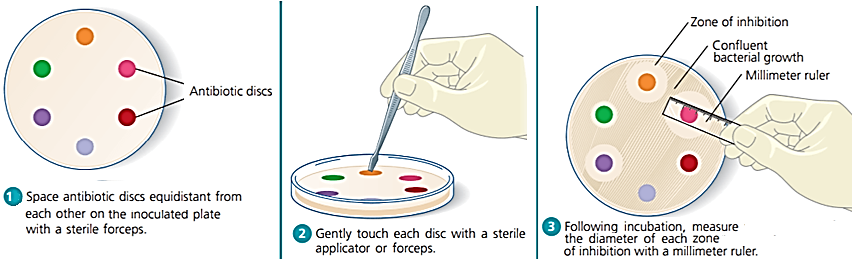 Antibiotic discs
1 Space antibiotic discs equidistant from
each other on the inoculated plate
with a sterile forceps.
2 Gently touch each disc with a sterile
applicator or forceps.
Zone of inhibition
Confluent
bacterial growth
Millimeter ruler
3 Following incubation, measure
the diameter of each zone
of inhibition with a millimeter ruler.